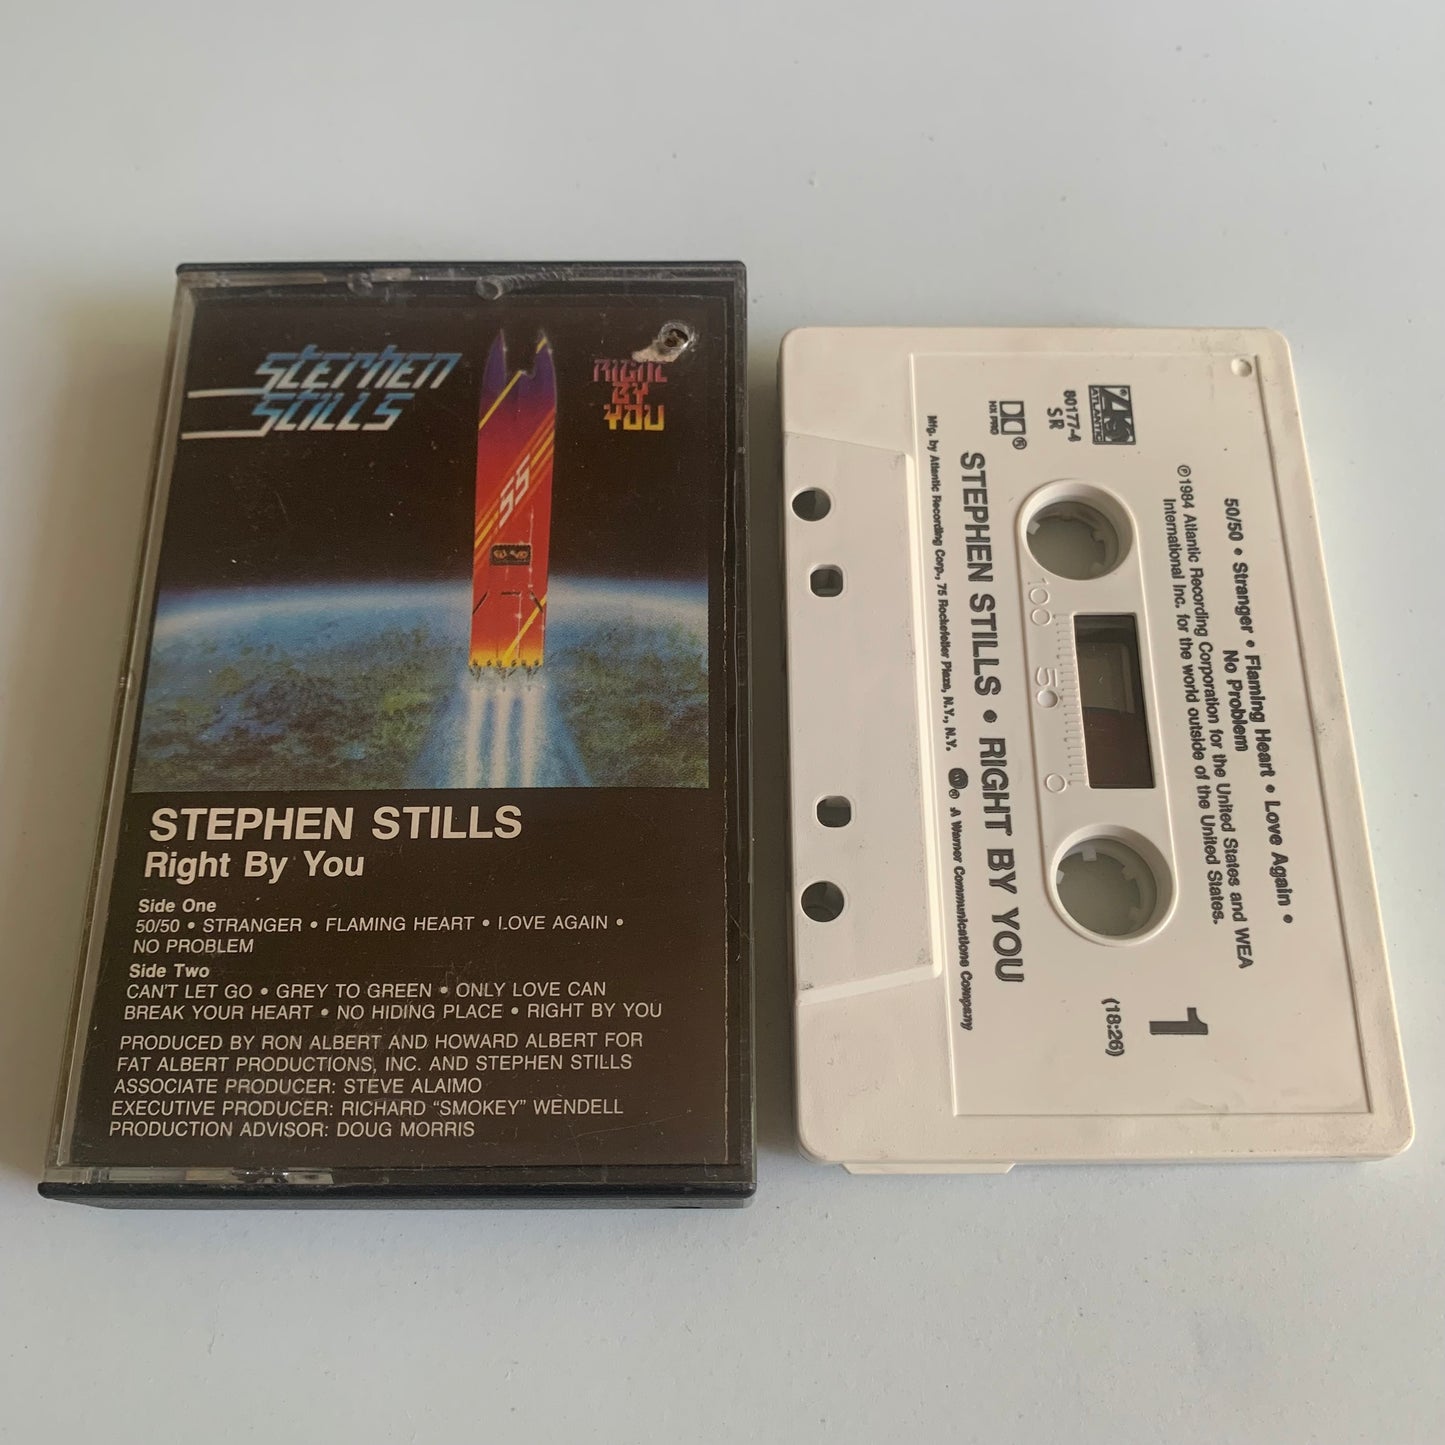 STEPHEN
STILLS
RIGHT
BY
YOU
SS
STEPHEN STILLS
Right By You
Side One
50/50 • STRANGER • FLAMING HEART • LOVE AGAIN •
NO PROBLEM
Side Two
CAN'T LET GO • GREY TO GREEN • ONLY LOVE CAN
BREAK YOUR HEART • NO HIDING PLACE • RIGHT BY YOU
PRODUCED BY RON ALBERT AND HOWARD ALBERT FOR
FAT ALBERT PRODUCTIONS, INC. AND STEPHEN STILLS
ASSOCIATE PRODUCER: STEVE ALAIMO
EXECUTIVE PRODUCER: RICHARD "SMOKEY" WENDELL
PRODUCTION ADVISOR: DOUG MORRIS
50/50 • Stranger • Flaming Heart • Love Again •
No Problem
℗1984 Atlantic Recording Corporation for the United States and WEA
International Inc. for the world outside of the United States.
ATLANTIC®
80177-4
SR
1
(18:26)
100 50 0
®
HX PRO
STEPHEN STILLS • RIGHT BY YOU
Mfg. by Atlantic Recording Corp., 75 Rockefeller Plaza, N.Y., N.Y. ® A Warner Communications Company